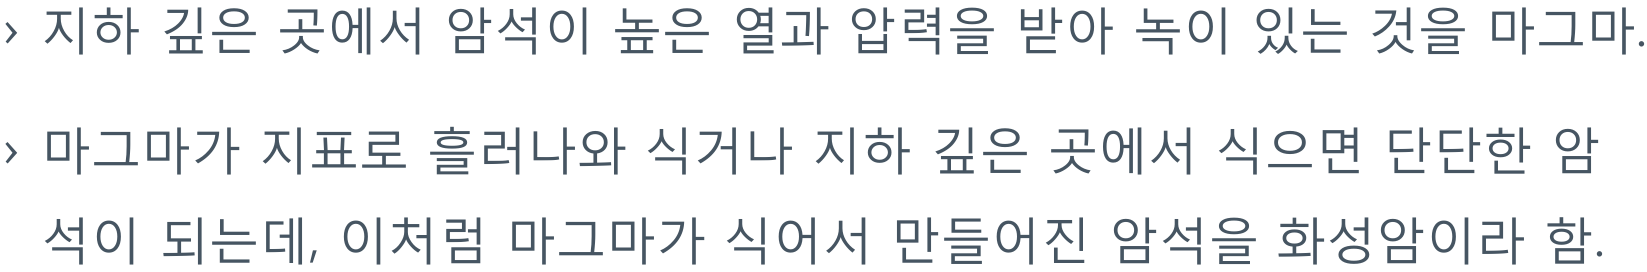 › 지하 깊은 곳에서 암석이 높은 열과 압력을 받아 녹이 있는 것을 마그마.
› 마그마가 지표로 흘러나와 식거나 지하 깊은 곳에서 식으면 단단한 암
석이 되는데, 이처럼 마그마가 식어서 만들어진 암석을 화성암이라 함.